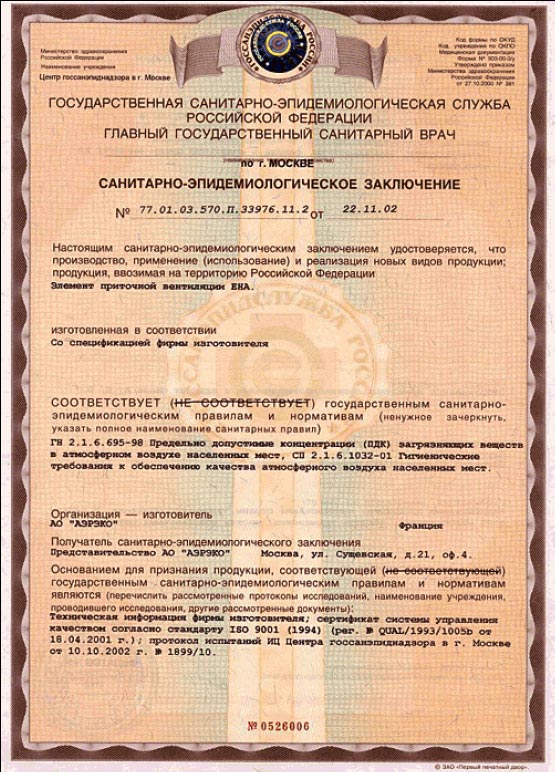 ГОССАНЭПИДСЛУЖБА РОССИИ
Министерство здравоохранения
Российской Федерации
Наименование учреждения
Центр госсанэпиднадзора в г. Москве
Код формы по ОКУД
Код учреждения по ОКПО
Медицинская документация
Форма № 303-00-3/у
Утверждено приказом
Министерства здравоохранения
Российской Федерации
от 27.10.2000 № 381
ГОСУДАРСТВЕННАЯ САНИТАРНО-ЭПИДЕМИОЛОГИЧЕСКАЯ СЛУЖБА
РОССИЙСКОЙ ФЕДЕРАЦИИ
ГЛАВНЫЙ ГОСУДАРСТВЕННЫЙ САНИТАРНЫЙ ВРАЧ
по г. МОСКВЕ
САНИТАРНО-ЭПИДЕМИОЛОГИЧЕСКОЕ ЗАКЛЮЧЕНИЕ
№ 77.01.03.570.П.33976.11.2 от 22.11.02
Настоящим санитарно-эпидемиологическим заключением удостоверяется, что
производство, применение (использование) и реализация новых видов продукции;
продукция, ввозимая на территорию Российской Федерации
Элемент приточной вентиляции ЕНА.
изготовленная в соответствии
Со спецификацией фирмы изготовителя
СООТВЕТСТВУЕТ (НЕ СООТВЕТСТВУЕТ) государственным санитарно-
эпидемиологическим правилам и нормативам (ненужное зачеркнуть,
указать полное наименование санитарных правил)
ГН 2.1.6.695-98 Предельно допустимые концентрации (ПДК) загрязняющих веществ
в атмосферном воздухе населенных мест, СП 2.1.6.1032-01 Гигиенические
требования к обеспечению качества атмосферного воздуха населенных мест.
Организация — изготовитель
АО "АЭРЭКО" Франция
Получатель санитарно-эпидемиологического заключения
Представительство АО "АЭРЭКО" Москва, ул. Сущевская, д.21, оф.4.
Основанием для признания продукции, соответствующей (не соответствующей)
государственным санитарно-эпидемиологическим правилам и нормативам
являются (перечислить рассмотренные протоколы исследований, наименование учреждения,
проводившего исследования, другие рассмотренные документы):
Техническая информация фирмы изготовителя; сертификат системы управления
качеством согласно стандарту ISO 9001 (1994) (рег. № QUAL/1993/1005b от
18.04.2001 г.); протокол испытаний ИЦ Центра госсанэпиднадзора в г. Москве
от 10.10.2002 г. № 1899/10.
№ 0526006
© ЗАО «Первый печатный двор».